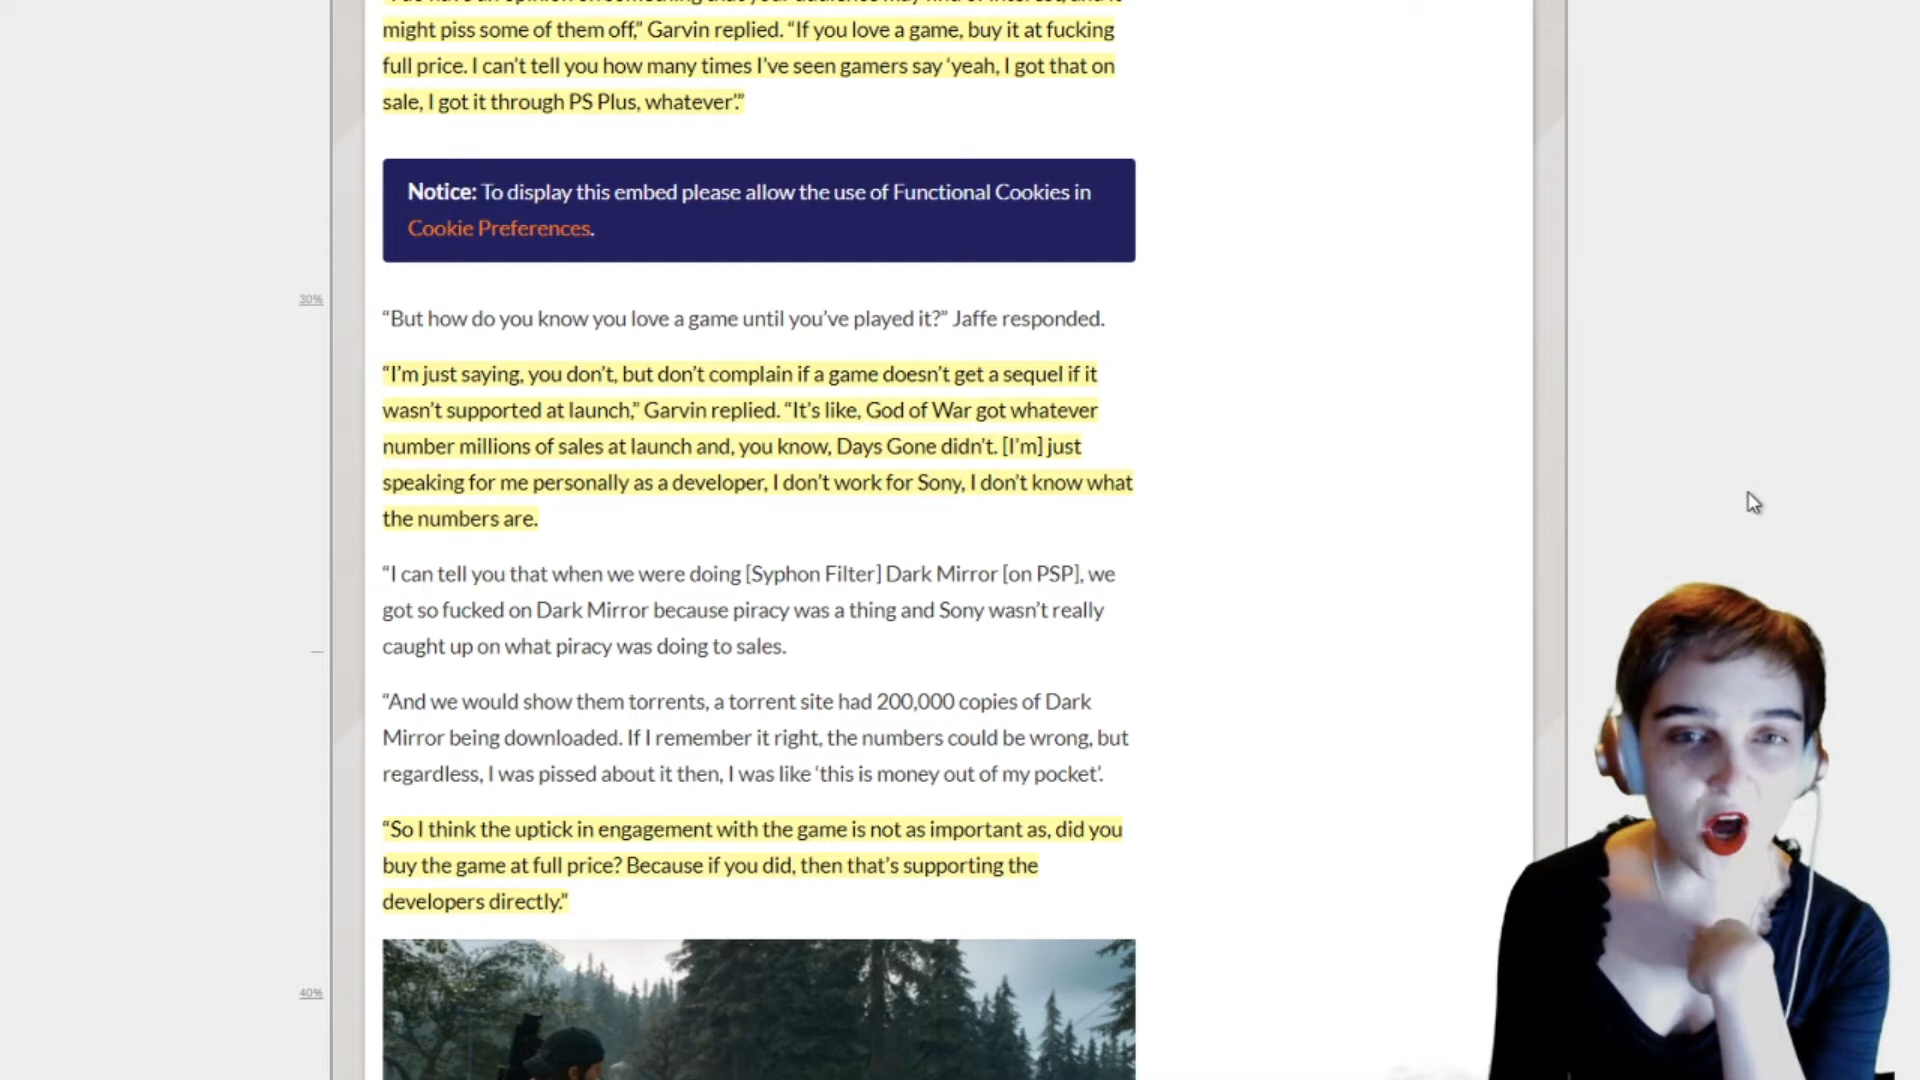 might piss some of them off,” Garvin replied. “If you love a game, buy it at fucking
full price. I can’t tell you how many times I’ve seen gamers say ‘yeah, I got that on
sale, I got it through PS Plus, whatever’.”
Notice: To display this embed please allow the use of Functional Cookies in
Cookie Preferences.
30%
“But how do you know you love a game until you’ve played it?” Jaffe responded.
“I’m just saying, you don’t, but don’t complain if a game doesn’t get a sequel if it
wasn’t supported at launch,” Garvin replied. “It’s like, God of War got whatever
number millions of sales at launch and, you know, Days Gone didn’t. [I’m] just
speaking for me personally as a developer, I don’t work for Sony, I don’t know what
the numbers are.
“I can tell you that when we were doing [Syphon Filter] Dark Mirror [on PSP], we
got so fucked on Dark Mirror because piracy was a thing and Sony wasn’t really
caught up on what piracy was doing to sales.
“And we would show them torrents, a torrent site had 200,000 copies of Dark
Mirror being downloaded. If I remember it right, the numbers could be wrong, but
regardless, I was pissed about it then, I was like ‘this is money out of my pocket’.
“So I think the uptick in engagement with the game is not as important as, did you
buy the game at full price? Because if you did, then that’s supporting the
developers directly.”
40%